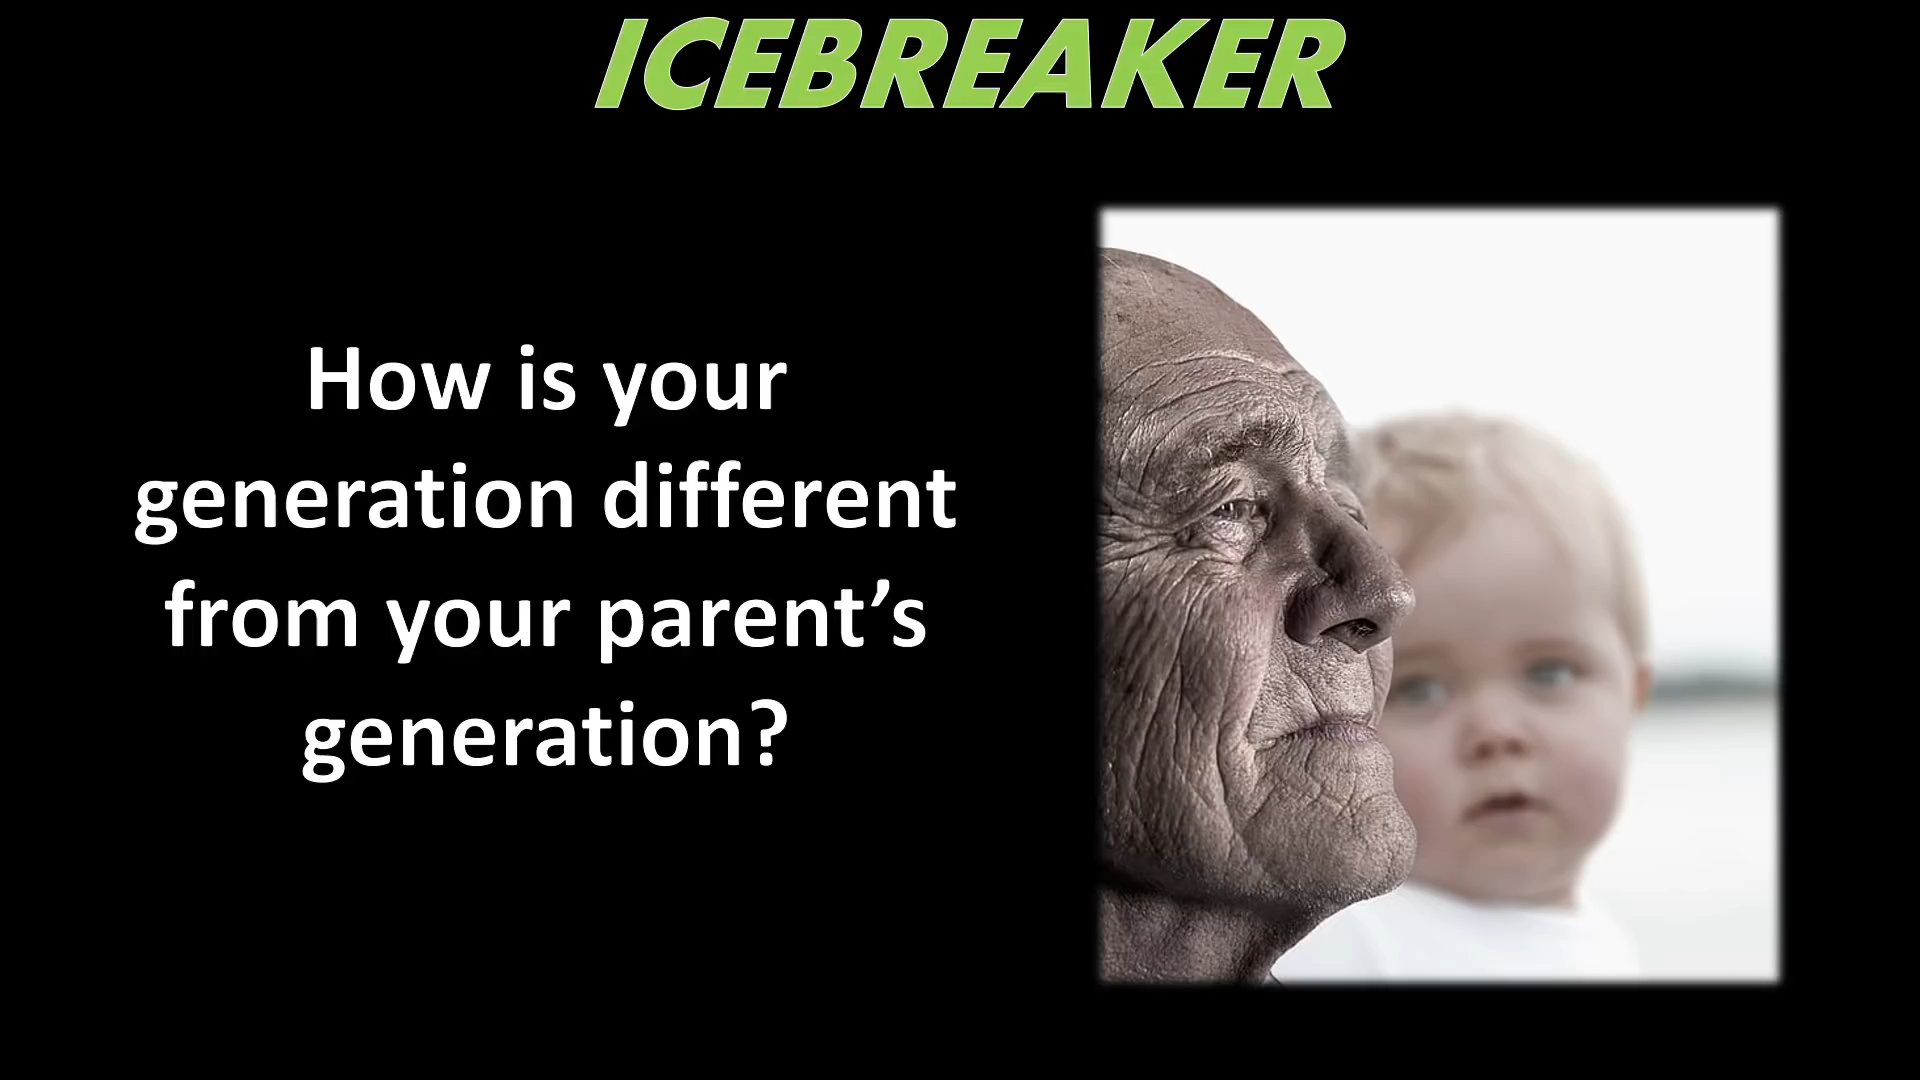 ICEBREAKER
How is your
generation different
from your parent’s
generation?